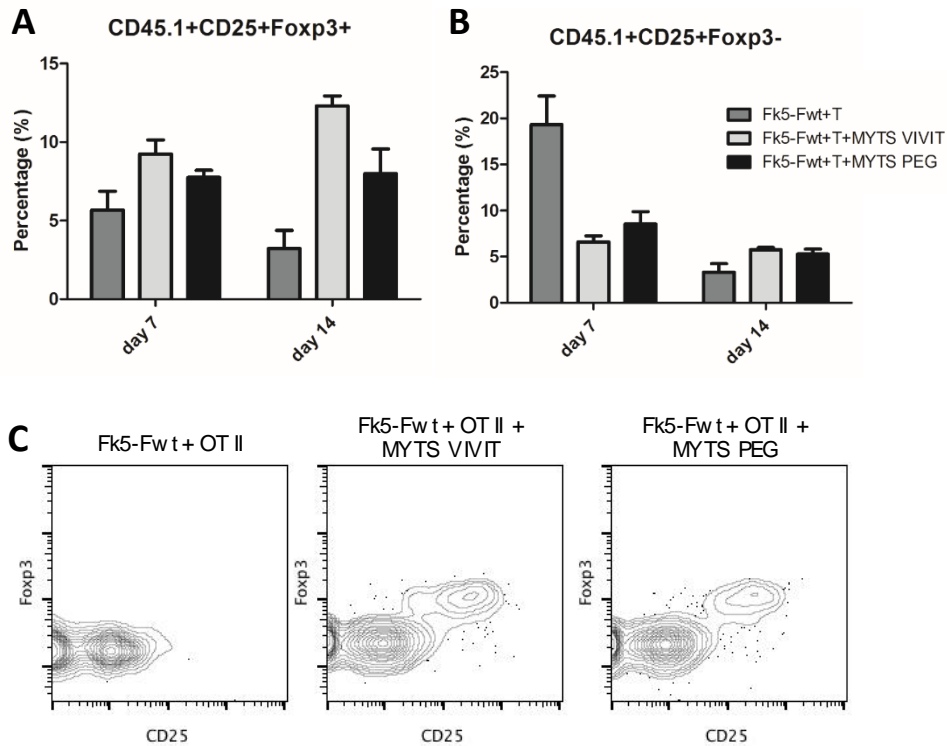 A
CD45.1+CD25+Foxp3+
Percentage (%)
15
10
5
0
day 7
day 14
B
CD45.1+CD25+Foxp3-
Percentage (%)
25
20
15
10
5
0
day 7
day 14
Fk5-Fwt+T
Fk5-Fwt+T+MYTS VIVIT
Fk5-Fwt+T+MYTS PEG
C
Fk5-Fwt + OT II
Foxp3
CD25
Fk5-Fwt + OT II +
MYTS VIVIT
Foxp3
CD25
Fk5-Fwt + OT II +
MYTS PEG
Foxp3
CD25